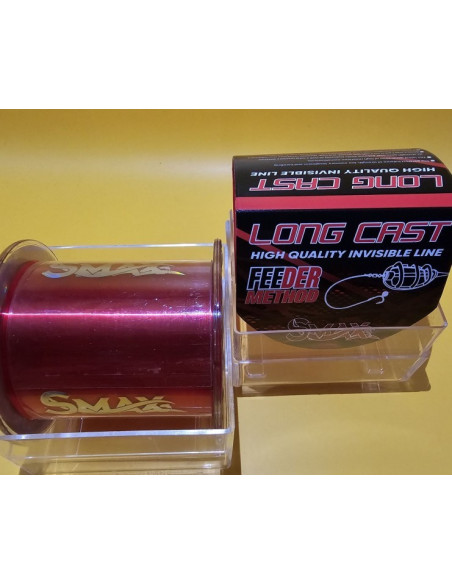 SMAX
SMAX
HIGH QUALITY INVISIBLE LINE
LONG CAST
LONG CAST
HIGH QUALITY INVISIBLE LINE
FEEDER
METHOD
SMAX